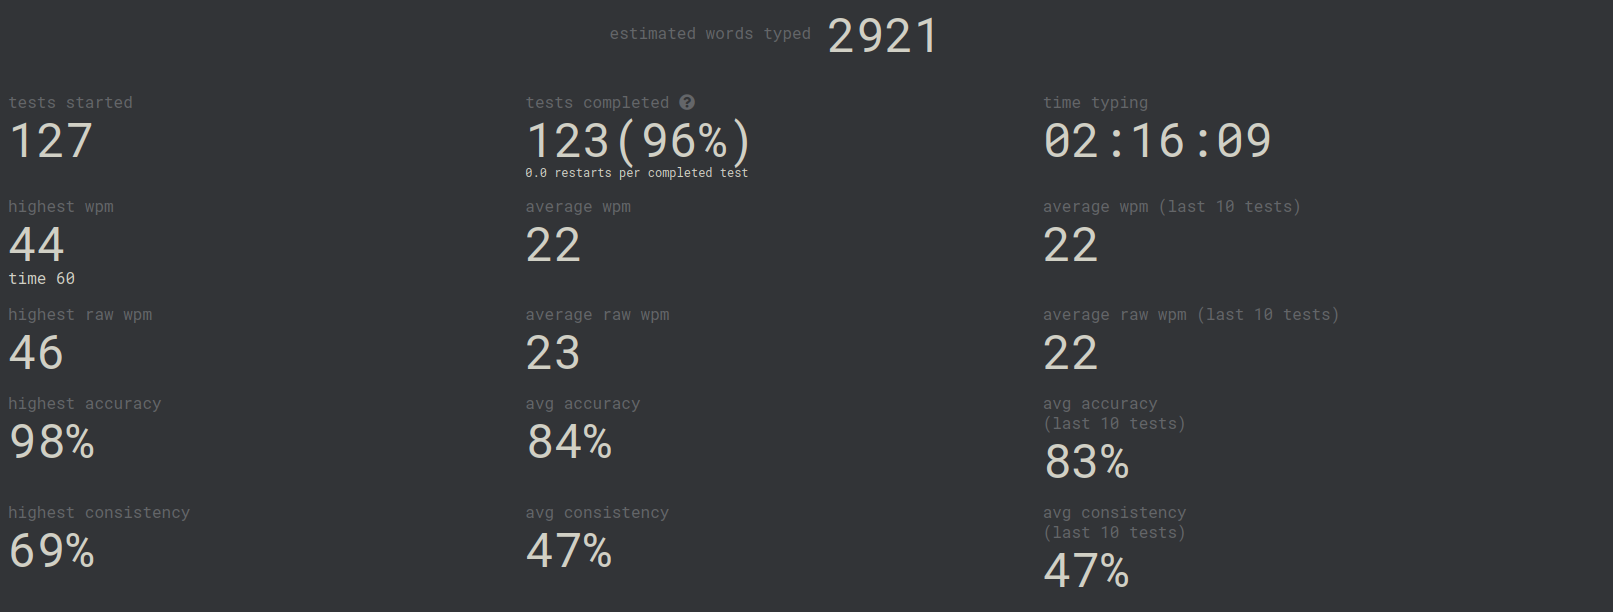 estimated words typed 2921
tests started
127
tests completed ?
123(96%)
0.0 restarts per completed test
time typing
02:16:09
highest wpm
44
time 60
average wpm
22
average wpm (last 10 tests)
22
highest raw wpm
46
average raw wpm
23
average raw wpm (last 10 tests)
22
highest accuracy
98%
avg accuracy
84%
avg accuracy
(last 10 tests)
83%
highest consistency
69%
avg consistency
47%
avg consistency
(last 10 tests)
47%